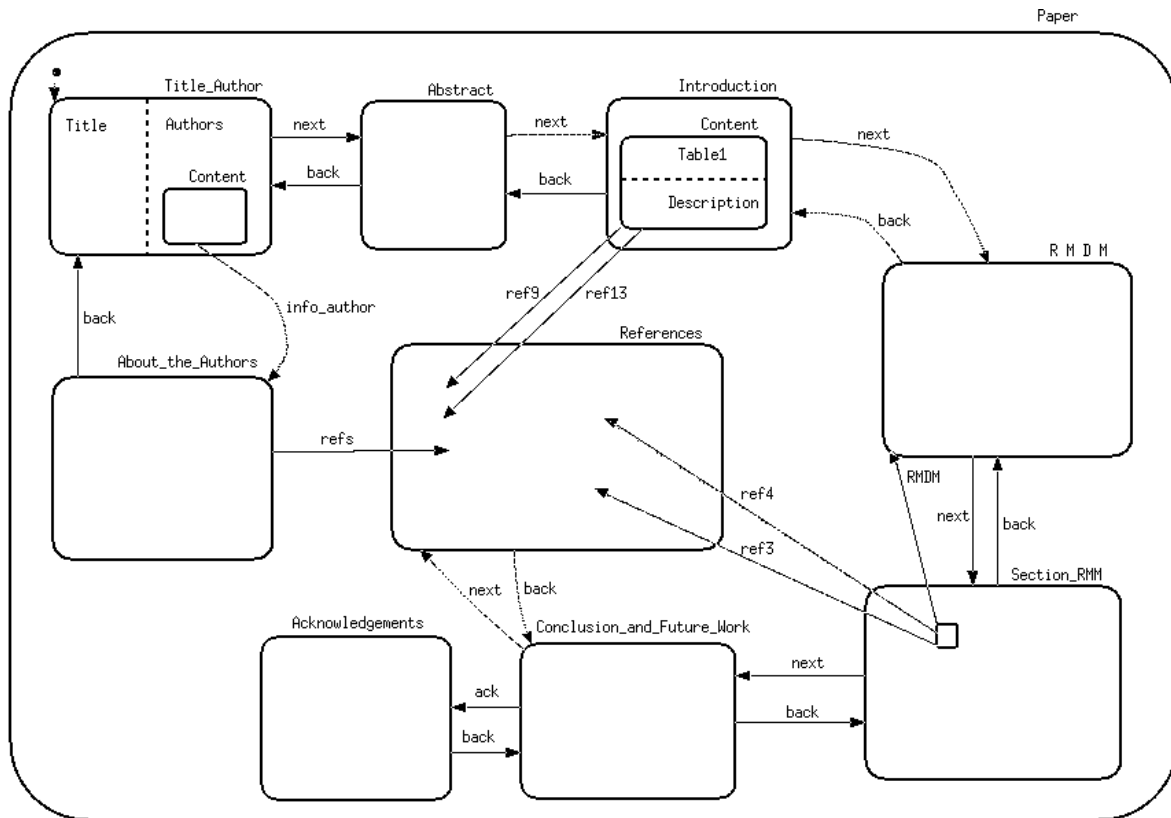 Paper
Title_Author
Abstract
Introduction
Title
Authors
next
next
Content
next
Table1
back
back
Content
Description
back
R M D M
ref9
ref13
info_author
back
References
About_the_Authors
refs
RMDM
ref4
next
back
ref3
Section_RMM
next
back
Acknowledgements
Conclusion_and_Future_Work
next
ack
back
back